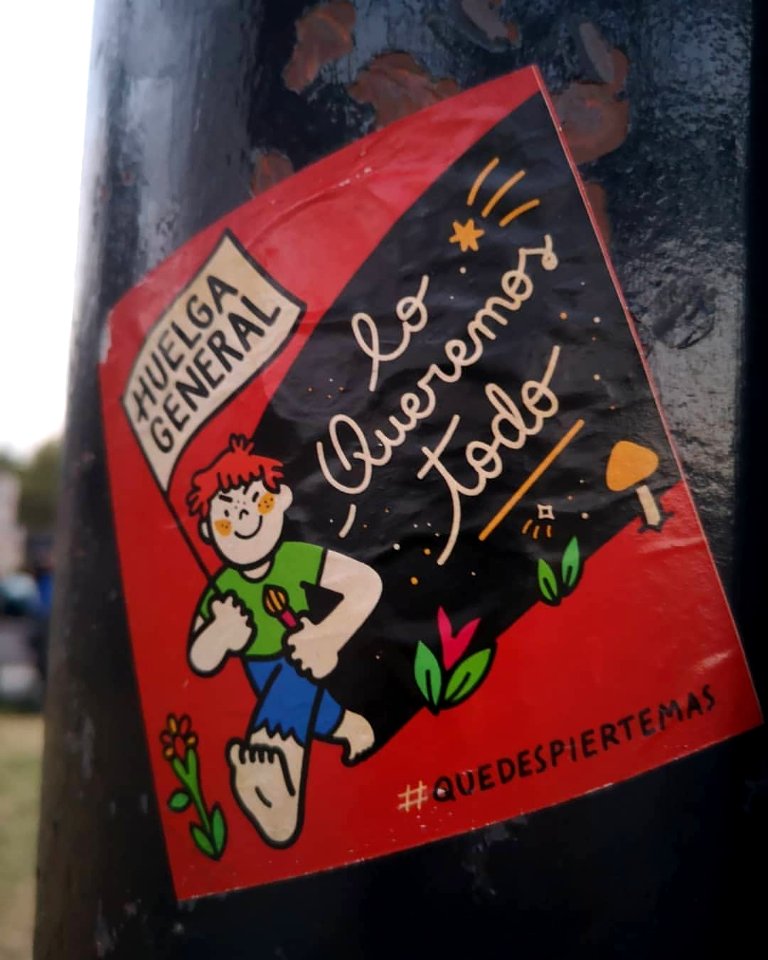 HUELGA
GENERAL
lo
Queremos
todo
#QUEDESPIERTEMAS